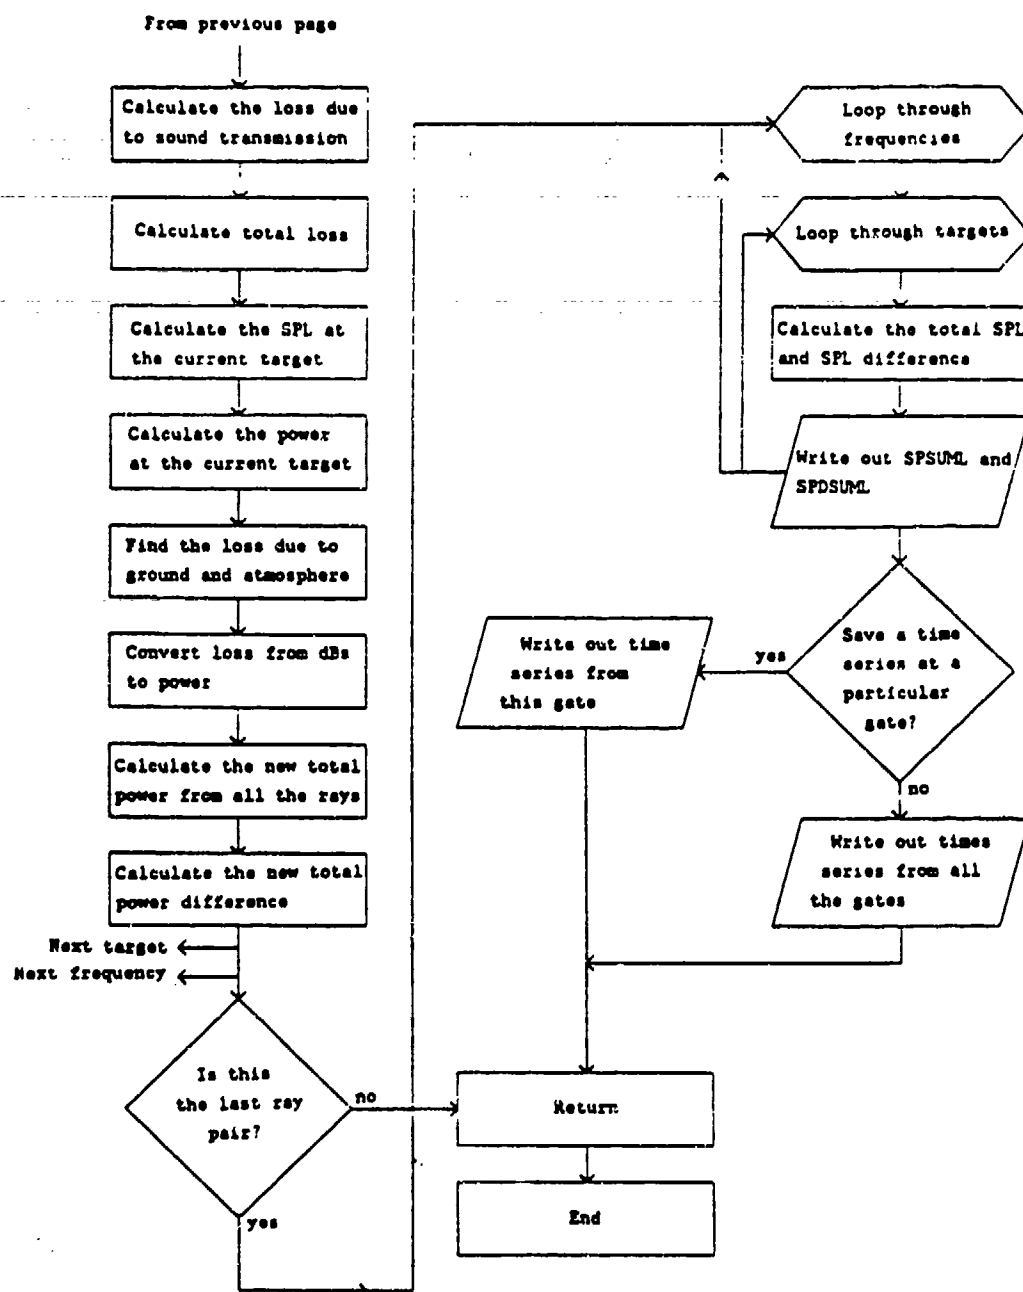 From previous page
Calculate the loss due
to sound transmission
Calculate total loss
Calculate the SPL at
the current target
Calculate the power
at the current target
Find the loss due to
ground and atmosphere
Convert loss from dBs
to power
Calculate the new total
power from all the rays
Calculate the new total
power difference
Next target
Next frequency
Is this
the last ray
pair?
no
yes
Loop through
frequencies
Loop through targets
Calculate the total SPL
and SPL difference
Write out SPSUML and
SPDSUML
Save a time
series at a
particular
gate?
yes
no
Write out time
series from
this gate
Write out times
series from all
the gates
Return
End